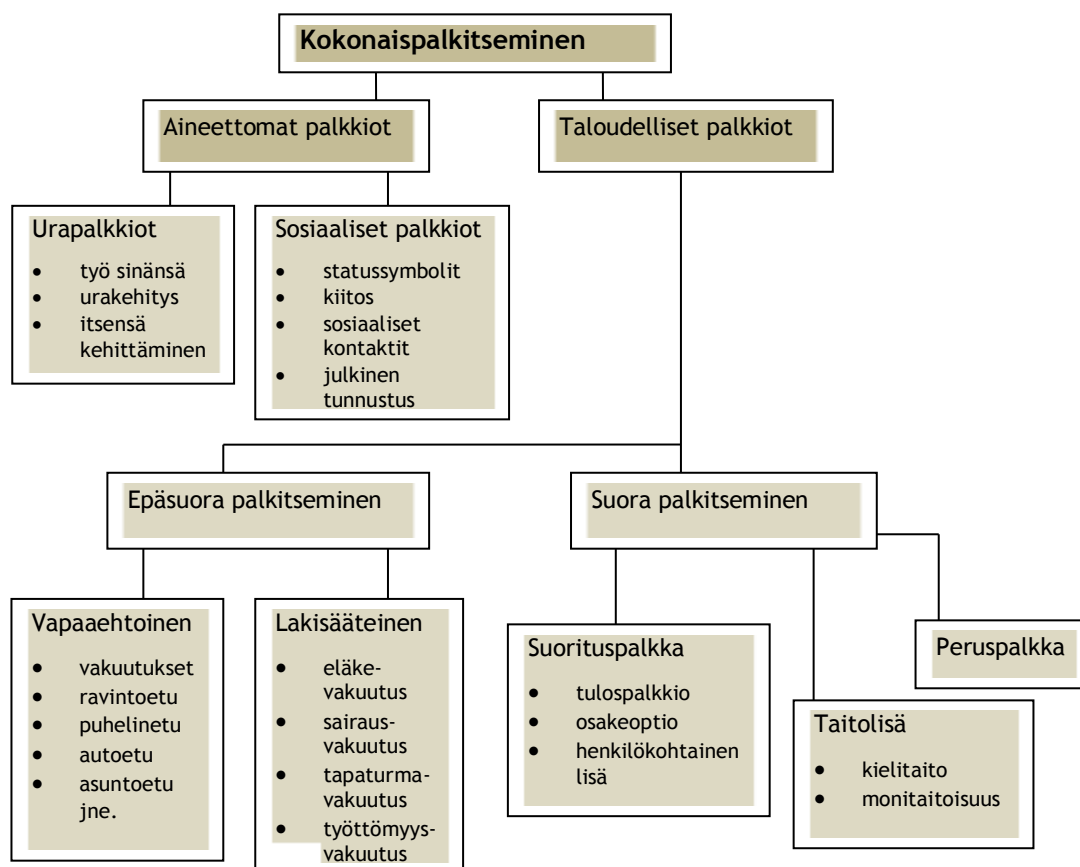 Kokonaispalkitseminen
Aineettomat palkkiot
Taloudelliset palkkiot
Urapalkkiot
• työ sinänsä
• urakehitys
• itsensä
kehittäminen
Sosiaaliset palkkiot
• statussymbolit
• kiitos
• sosiaaliset
kontaktit
• julkinen
tunnustus
Epäsuora palkitseminen
Suora palkitseminen
Vapaaehtoinen
• vakuutukset
• ravintoetu
• puhelinetu
• autoetu
• asuntoetu
jne.
Lakisääteinen
• eläke-
vakuutus
• sairaus-
vakuutus
• tapaturma-
vakuutus
• työttömyys-
vakuutus
Suorituspalkka
• tulospalkkio
• osakeoptio
• henkilökohtainen
lisä
Taitolisä
• kielitaito
• monitaitoisuus
Peruspalkka